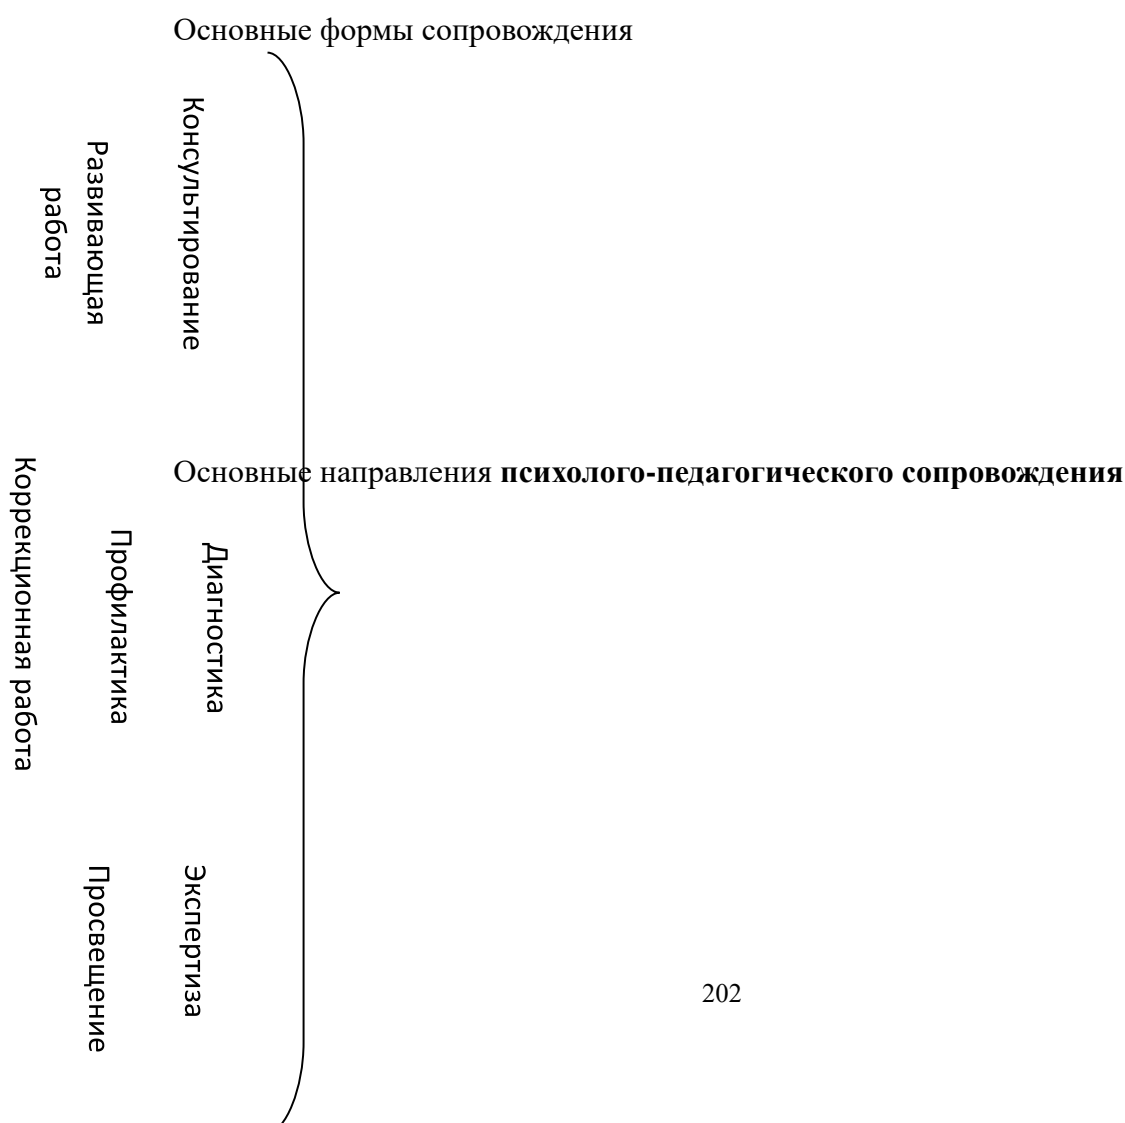 Основные формы сопровождения
Консультирование
Развивающая
работа
Основные направления психолого-педагогического сопровождения
Диагностика
Профилактика
Коррекционная работа
Экспертиза
Просвещение
202